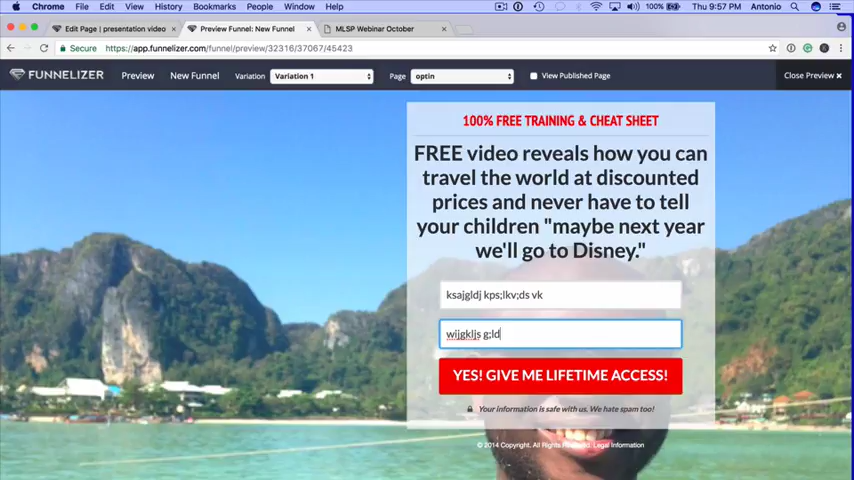 Chrome File Edit View History Bookmarks People Window Help 100% Thu 9:57 PM Antonio
Edit Page | presentation video Preview Funnel: New Funnel MLSP Webinar October
Secure https://app.funnelizer.com/funnel/preview/32316/37067/45423
FUNNELIZER Preview New Funnel Variation Variation 1 Page optin View Published Page Close Preview ×
100% FREE TRAINING & CHEAT SHEET
FREE video reveals how you can
travel the world at discounted
prices and never have to tell
your children "maybe next year
we'll go to Disney."
ksajgldj kps;lkv;ds vk
wijgkljs g;ld
YES! GIVE ME LIFETIME ACCESS!
Your information is safe with us. We hate spam too!
© 2014 Copyright. All Rights Reserved. Legal Information